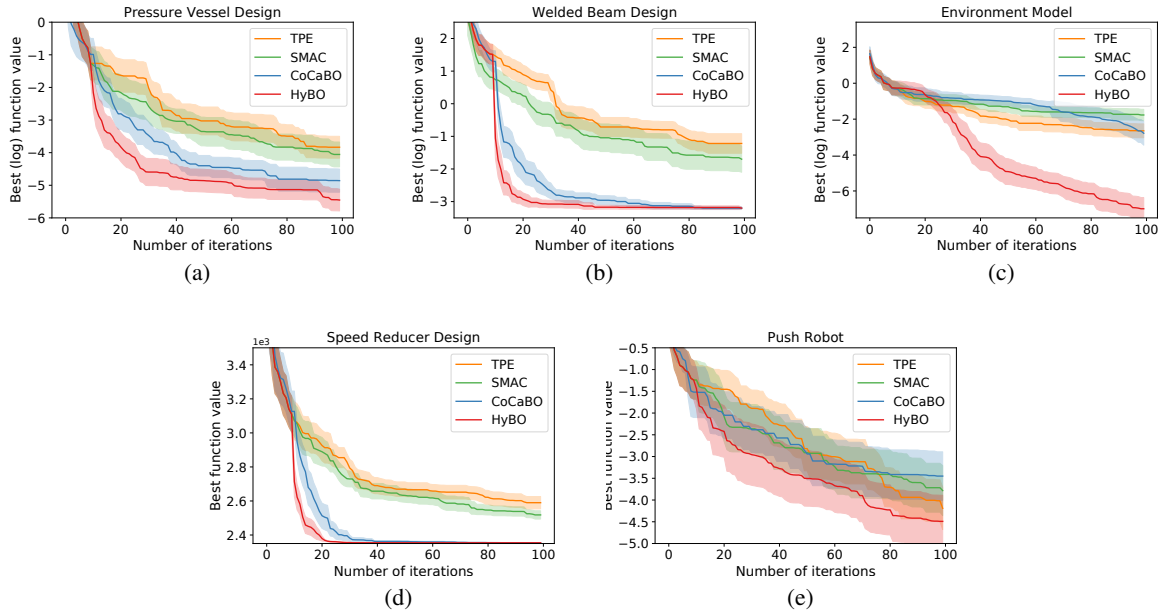 Pressure Vessel Design
Best (log) function value
0
−1
−2
−3
−4
−5
−6
0 20 40 60 80 100
Number of iterations
TPE
SMAC
CoCaBO
HyBO
(a)
Welded Beam Design
Best (log) function value
2
1
0
−1
−2
−3
0 20 40 60 80 100
Number of iterations
TPE
SMAC
CoCaBO
HyBO
(b)
Environment Model
Best (log) function value
2
0
−2
−4
−6
0 20 40 60 80 100
Number of iterations
TPE
SMAC
CoCaBO
HyBO
(c)
Speed Reducer Design
1e3
Best function value
3.4
3.2
3.0
2.8
2.6
2.4
0 20 40 60 80 100
Number of iterations
TPE
SMAC
CoCaBO
HyBO
(d)
Push Robot
Best function value
−0.5
−1.0
−1.5
−2.0
−2.5
−3.0
−3.5
−4.0
−4.5
−5.0
0 20 40 60 80 100
Number of iterations
TPE
SMAC
CoCaBO
HyBO
(e)